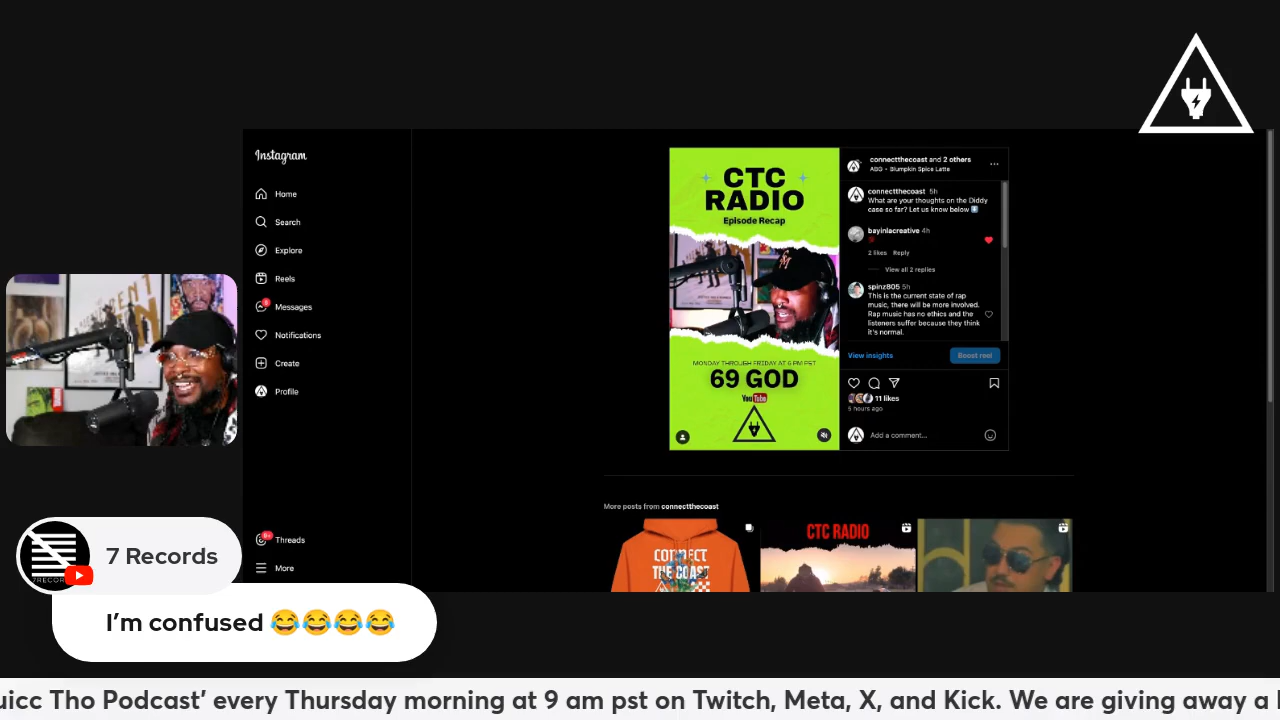 Instagram
Home
Search
Explore
Reels
Messages
Notifications
Create
Profile
Threads
More
CTC
RADIO
Episode Recap
MONDAY THROUGH FRIDAY AT 6 PM PST
69 GOD
YouTube
connectthecoast and 2 others
ABG • Blumpkin Spice Latte
connectthecoast 5h
What are your thoughts on the Diddy
case so far? Let us know below ⬇️
bayinlacreative 4h
💯
2 likes Reply
View all 2 replies
spinz805 5h
This is the current state of rap
music, there will be more involved.
Rap music has no ethics and the
listeners suffer because they think
it's normal.
View insights Boost reel
11 likes
5 hours ago
Add a comment...
More posts from connectthecoast
CONNECT
THE COAST
CTC RADIO
7 Records
I'm confused 😂😂😂😂
uicc Tho Podcast' every Thursday morning at 9 am pst on Twitch, Meta, X, and Kick. We are giving away a